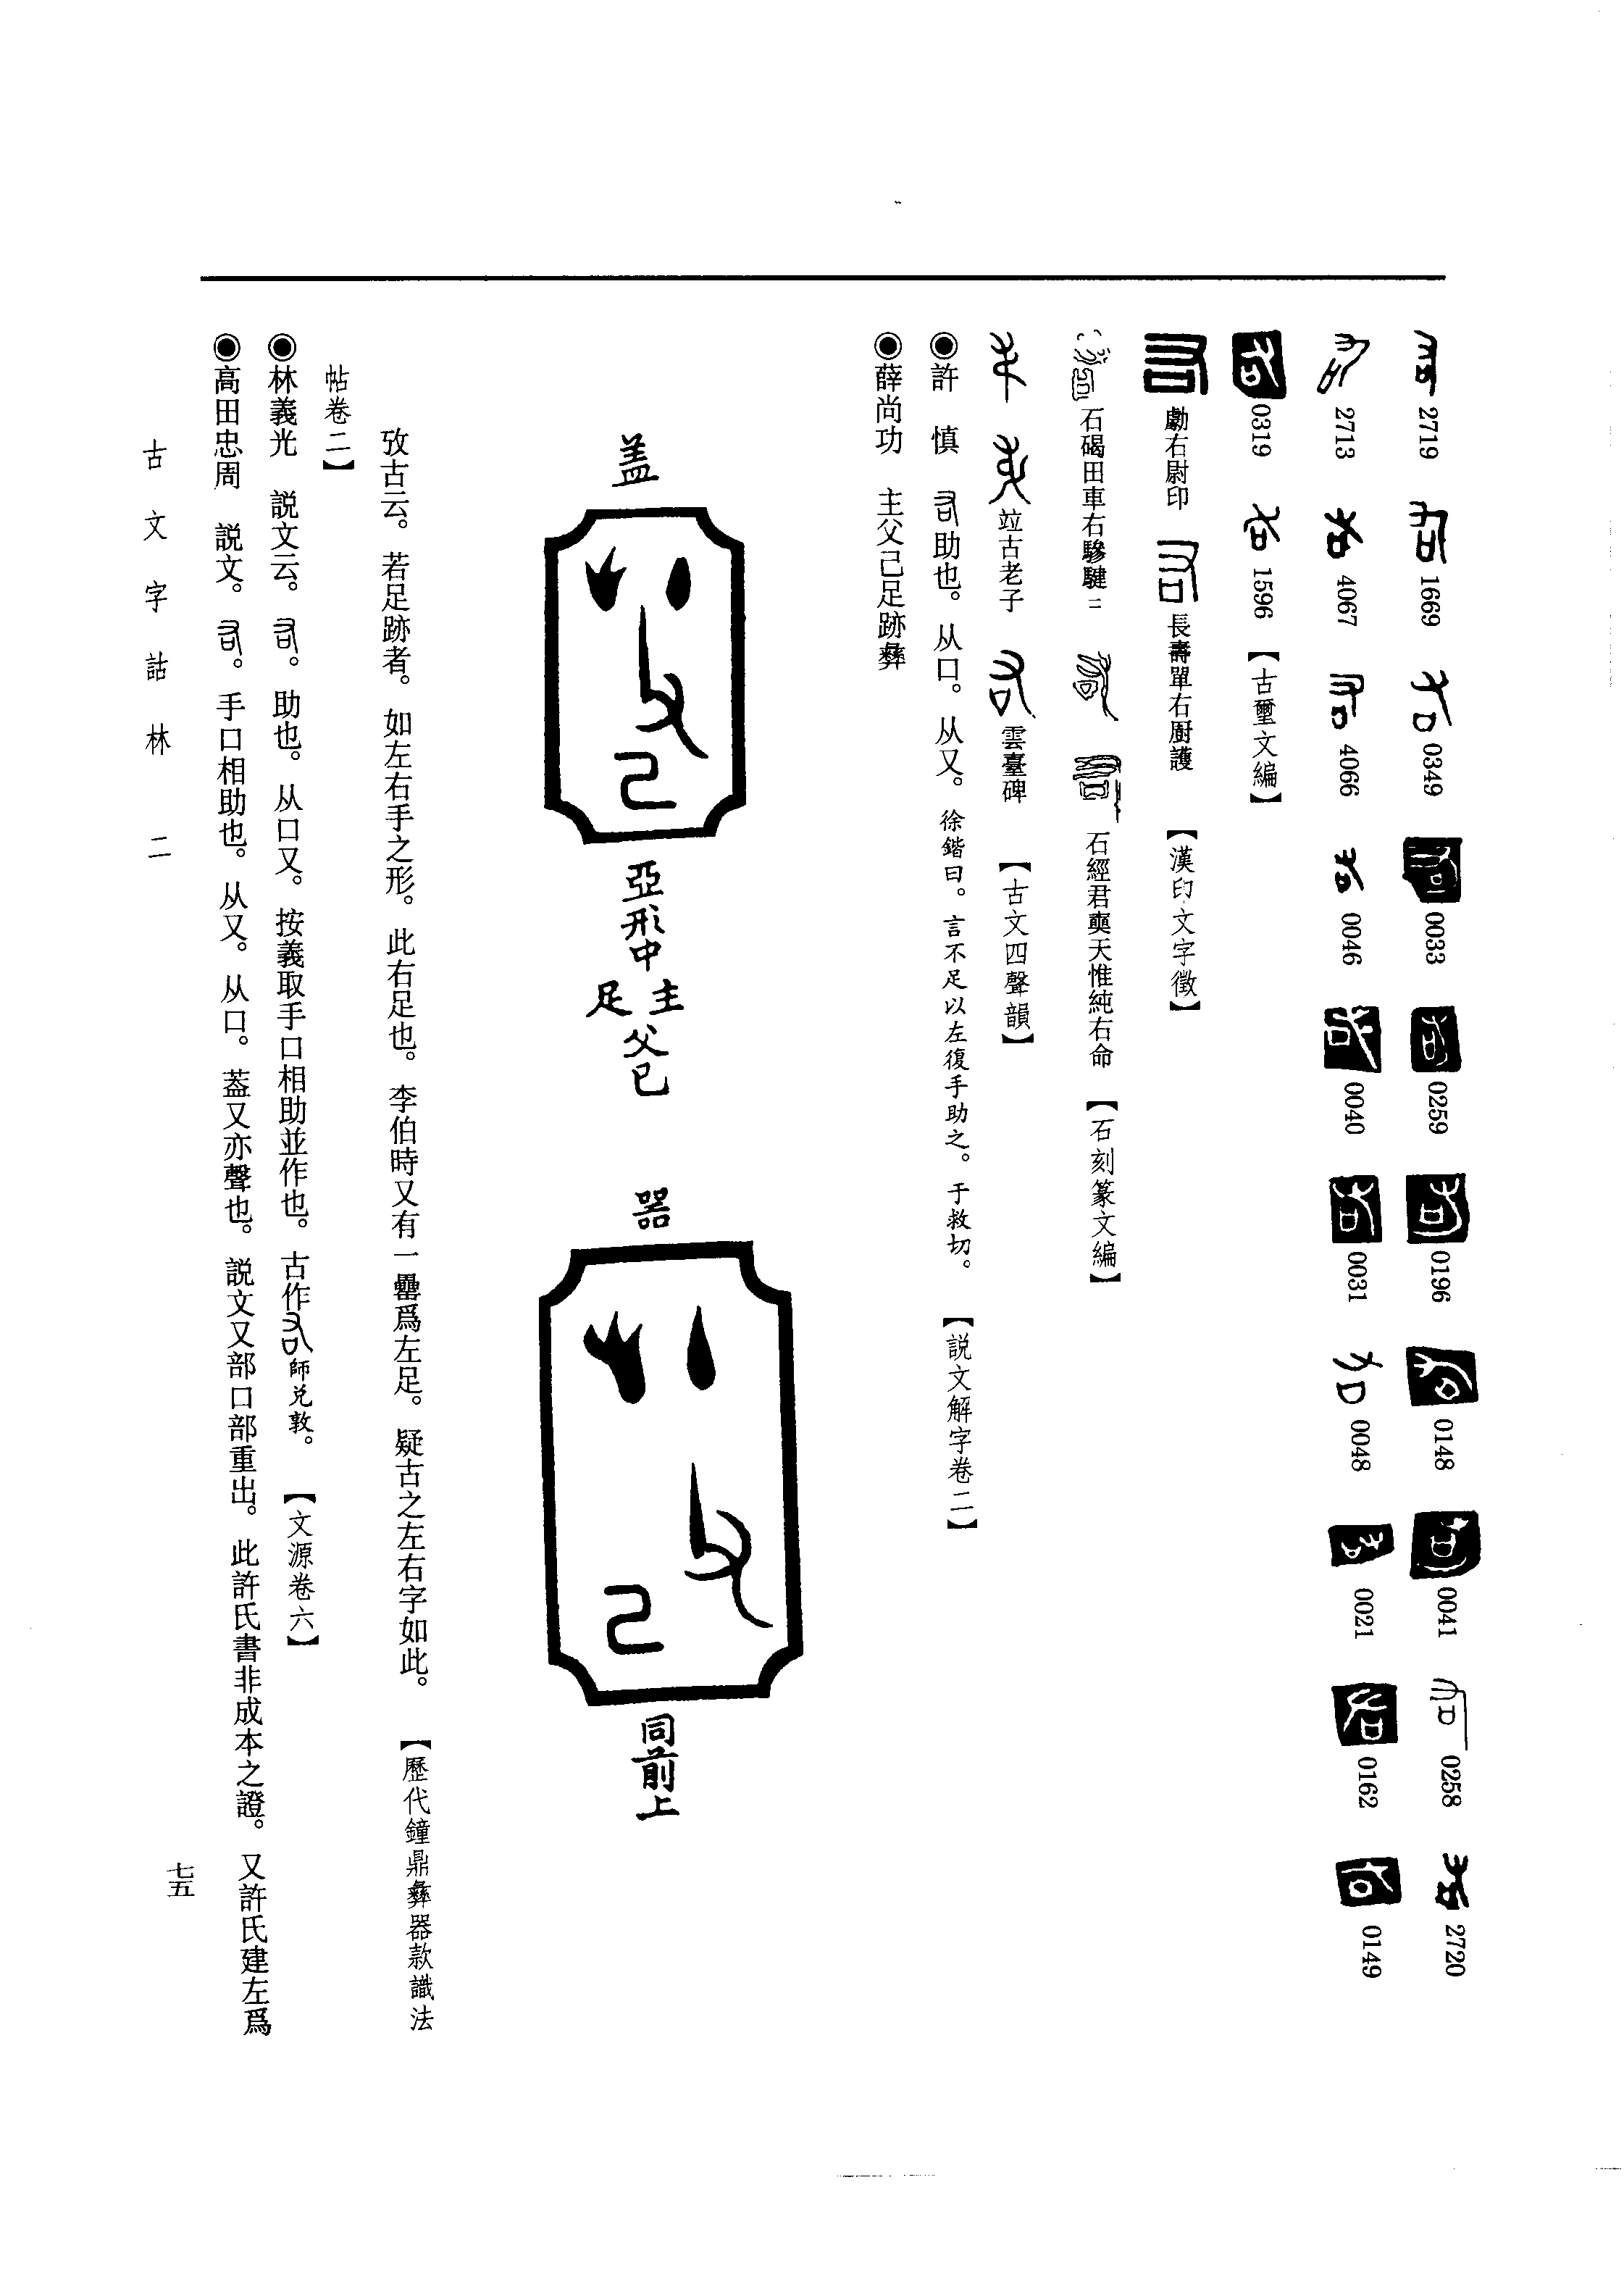 2719 1669 0349 0033 0259 0196 0148 0041 0258 2720
2713 4067 4066 0046 0040 0031 0048 0021 0162 0149
0319 1596 【古璽文編】
勮右尉印 長壽單右厨護 【漢印文字徵】
石碣田車右驂騝 石經君奭天惟純右命 【石刻篆文編】
竝古老子 雲臺碑 【古文四聲韻】
◉許 慎 司助也。从口。从又。徐鍇曰。言不足以左復手助之。于救切。 【説文解字卷二】
◉薛尚功 主父己足跡彝
蓋
亞形中
主
足
父己
器
同前上
攷古云。若足跡者。如左右手之形。此右足也。李伯時又有一罍爲左足。疑古之左右字如此。 【歷代鐘鼎彝器款識法
帖卷二】
◉林義光 説文云。右。助也。从口又。按義取手口相助並作也。古作右師兑敦。 【文源卷六】
◉高田忠周 説文。右。手口相助也。从又。从口。葢又亦聲也。説文又部口部重出。此許氏書非成本之證。又許氏建左爲
古文字詁林 二
七五